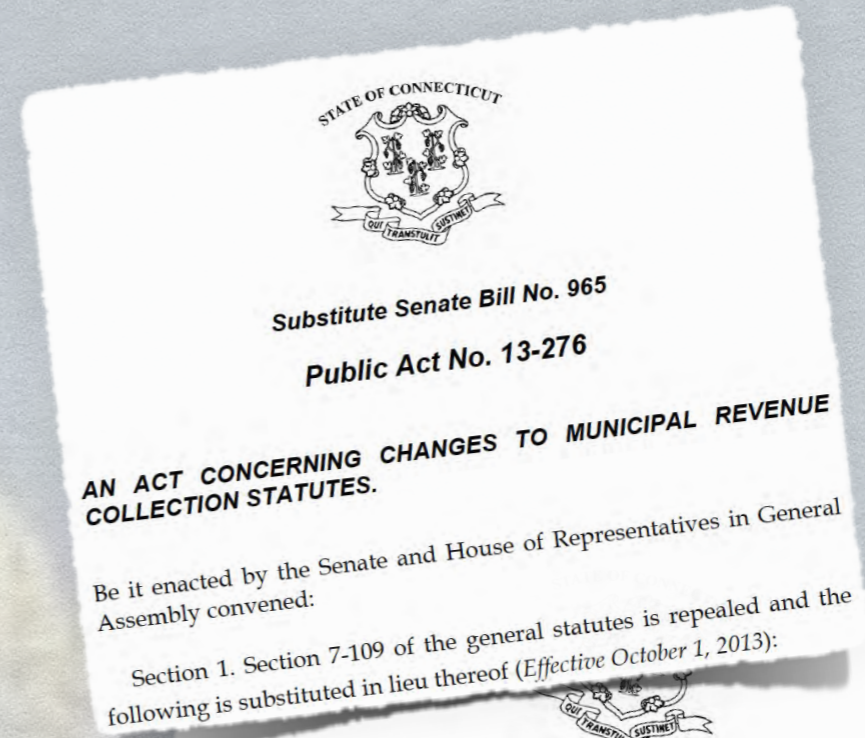 STATE OF CONNECTICUT
QUI TRANSTULIT SUSTINET
Substitute Senate Bill No. 965
Public Act No. 13-276
AN ACT CONCERNING CHANGES TO MUNICIPAL REVENUE
COLLECTION STATUTES.
Be it enacted by the Senate and House of Representatives in General
Assembly convened:
Section 1. Section 7-109 of the general statutes is repealed and the
following is substituted in lieu thereof (Effective October 1, 2013):
QUI SUSTINET